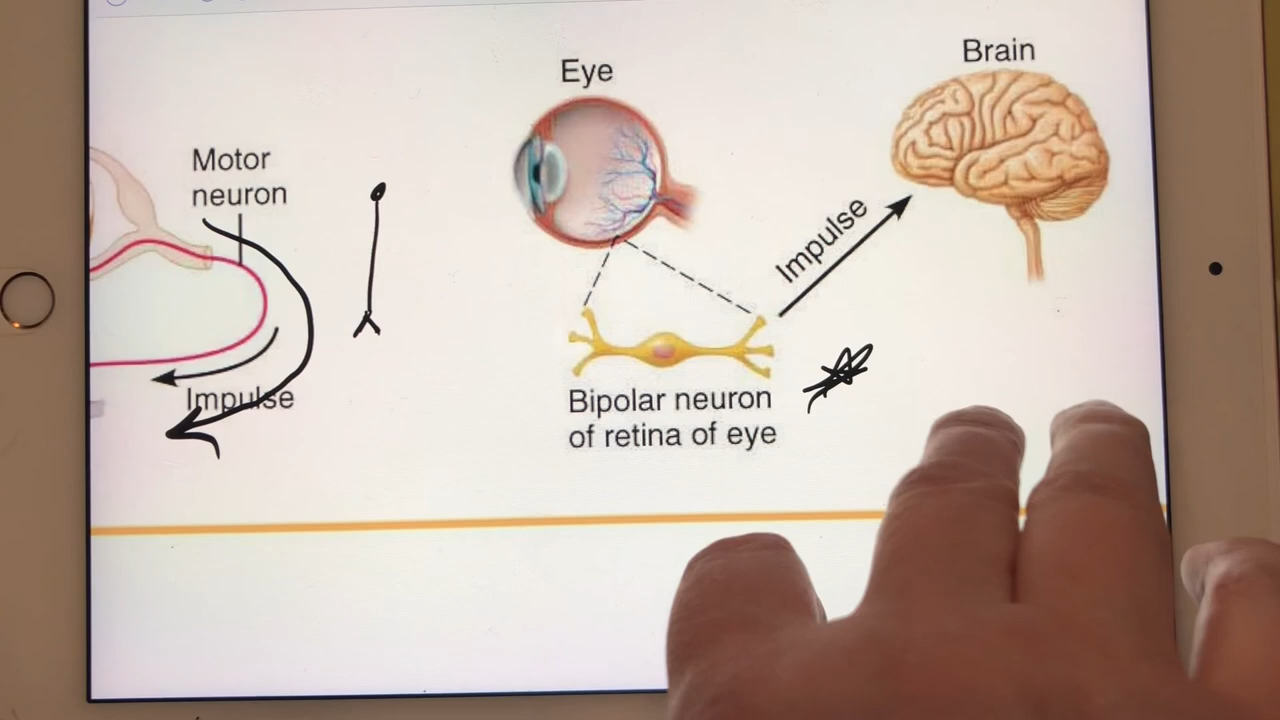 Motor
neuron
Impulse
Eye
Bipolar neuron
of retina of eye
Impulse
Brain